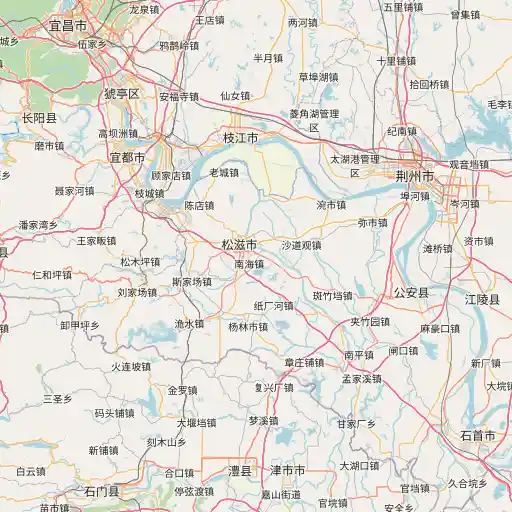 龙泉镇
王店镇
两河镇
五里镇
曾集镇
宜昌市
伍家乡
鸦鹊岭镇
半月镇
十里铺镇
草埠湖镇
拾回桥镇
猇亭区
安福寺镇
仙女镇
菱角湖管理
区
毛李
长阳县
高坝洲镇
枝江市
纪南镇
磨市镇
宜都市
太湖港管理
区
观音垱镇
顾家店镇
老城镇
荆州市
聂家河镇
枝城镇
陈店镇
涴市镇
埠河镇
岑河镇
弥市镇
潘家湾乡
王家畈镇
松滋市
沙道观镇
滩桥镇
资市镇
松木坪镇
南海镇
仁和坪镇
斯家场镇
刘家场镇
斑竹垱镇
公安县
江陵县
纸厂河镇
卸甲坪乡
洈水镇
杨林市镇
夹竹园镇
麻豪口镇
火连坡镇
章庄铺镇
南平镇
闸口镇
新厂镇
金罗镇
复兴厂镇
孟家溪镇
大垸镇
三圣乡
码头铺镇
大堰垱镇
梦溪镇
甘家厂乡
石首市
刻木山乡
新铺镇
白云镇
合口镇
澧县
津市市
大湖口镇
久合垸乡
石门县
停弦渡镇
嘉山街道
官垱镇
苗市镇
官垸镇
安全乡